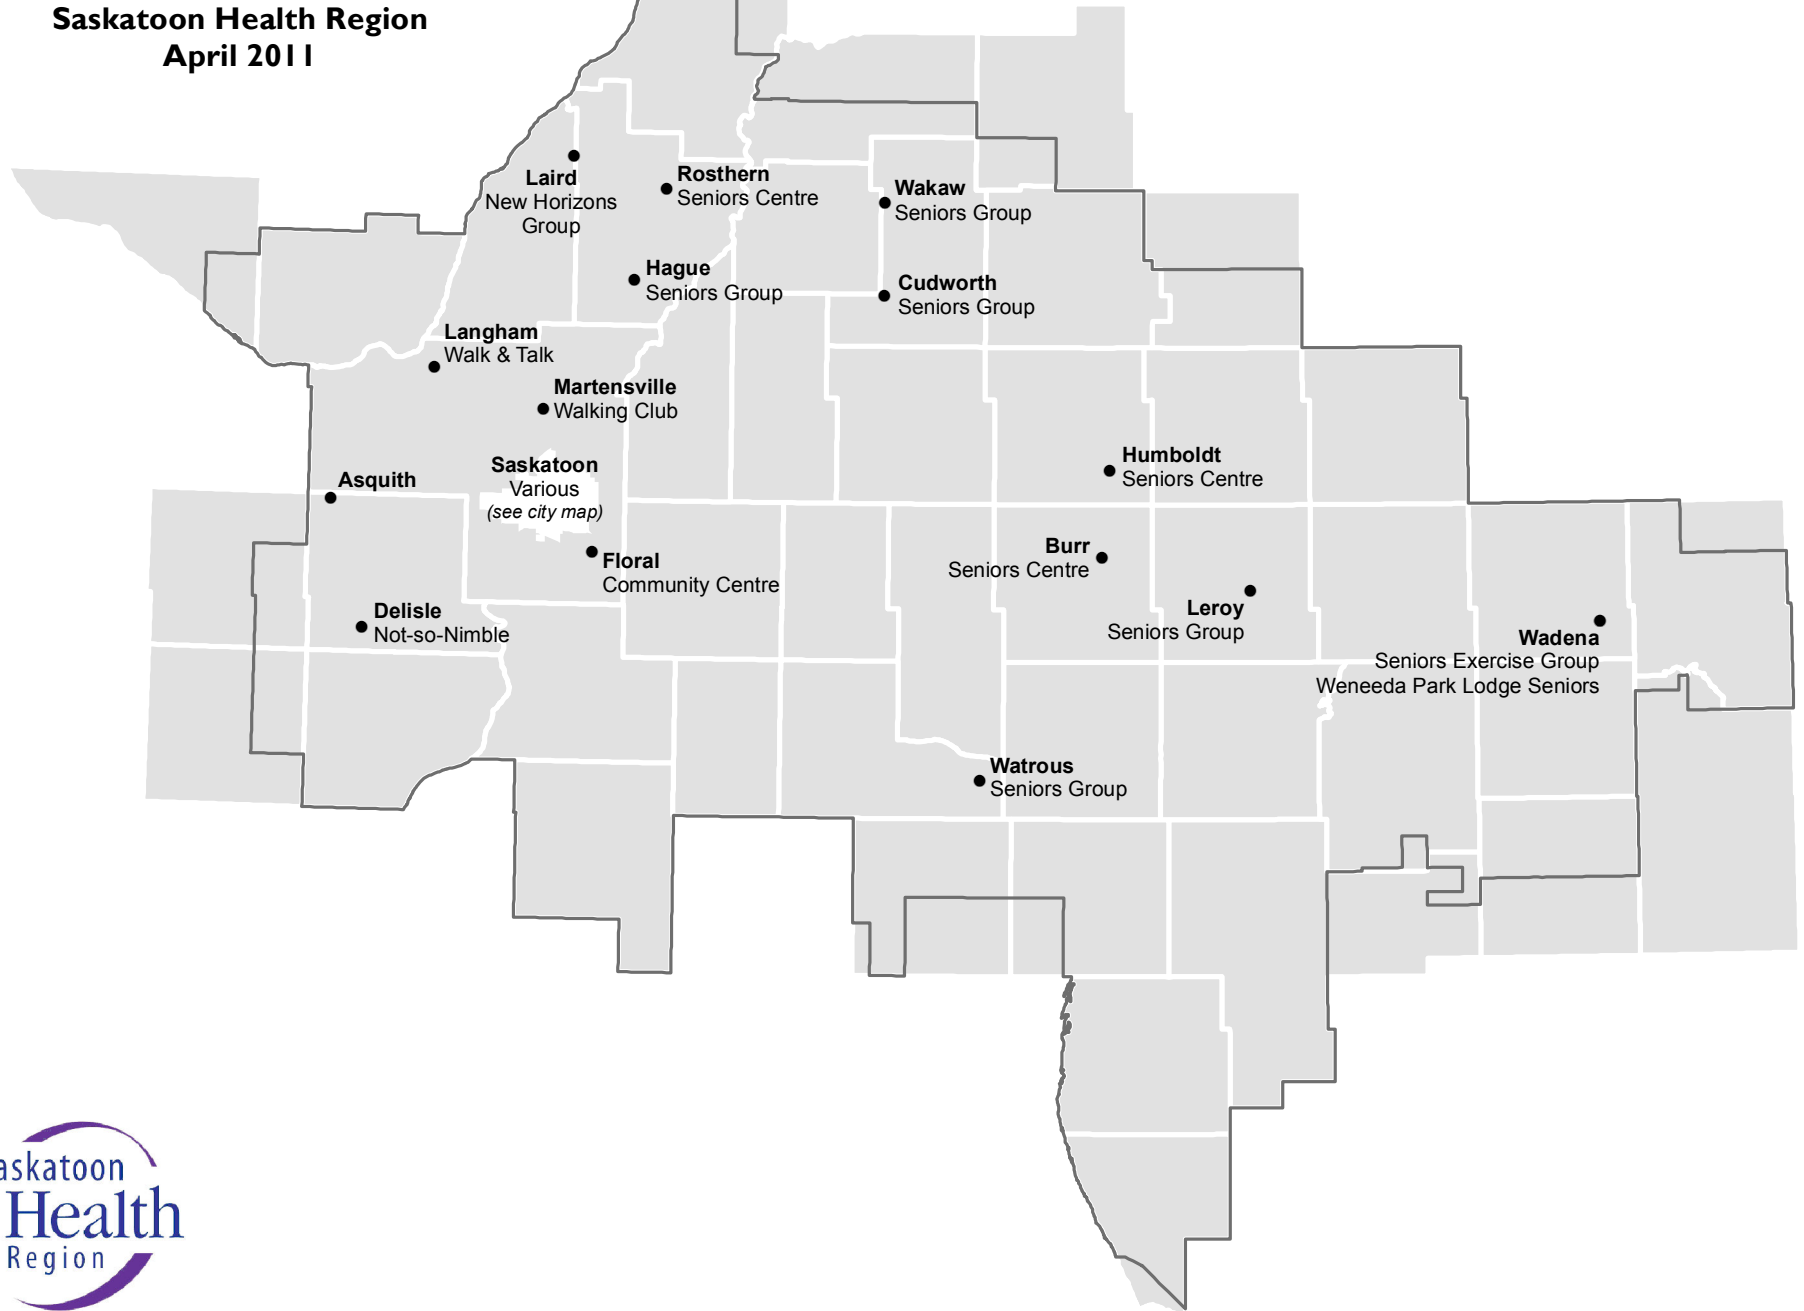 Saskatoon Health Region
April 2011
Laird
New Horizons
Group
Rosthern
Seniors Centre
Wakaw
Seniors Group
Hague
Seniors Group
Cudworth
Seniors Group
Langham
Walk & Talk
Martensville
Walking Club
Humboldt
Seniors Centre
Saskatoon
Various
(see city map)
Asquith
Burr
Seniors Centre
Floral
Community Centre
Leroy
Seniors Group
Delisle
Not-so-Nimble
Wadena
Seniors Exercise Group
Weneeda Park Lodge Seniors
Watrous
Seniors Group
askatoon
Health
Region